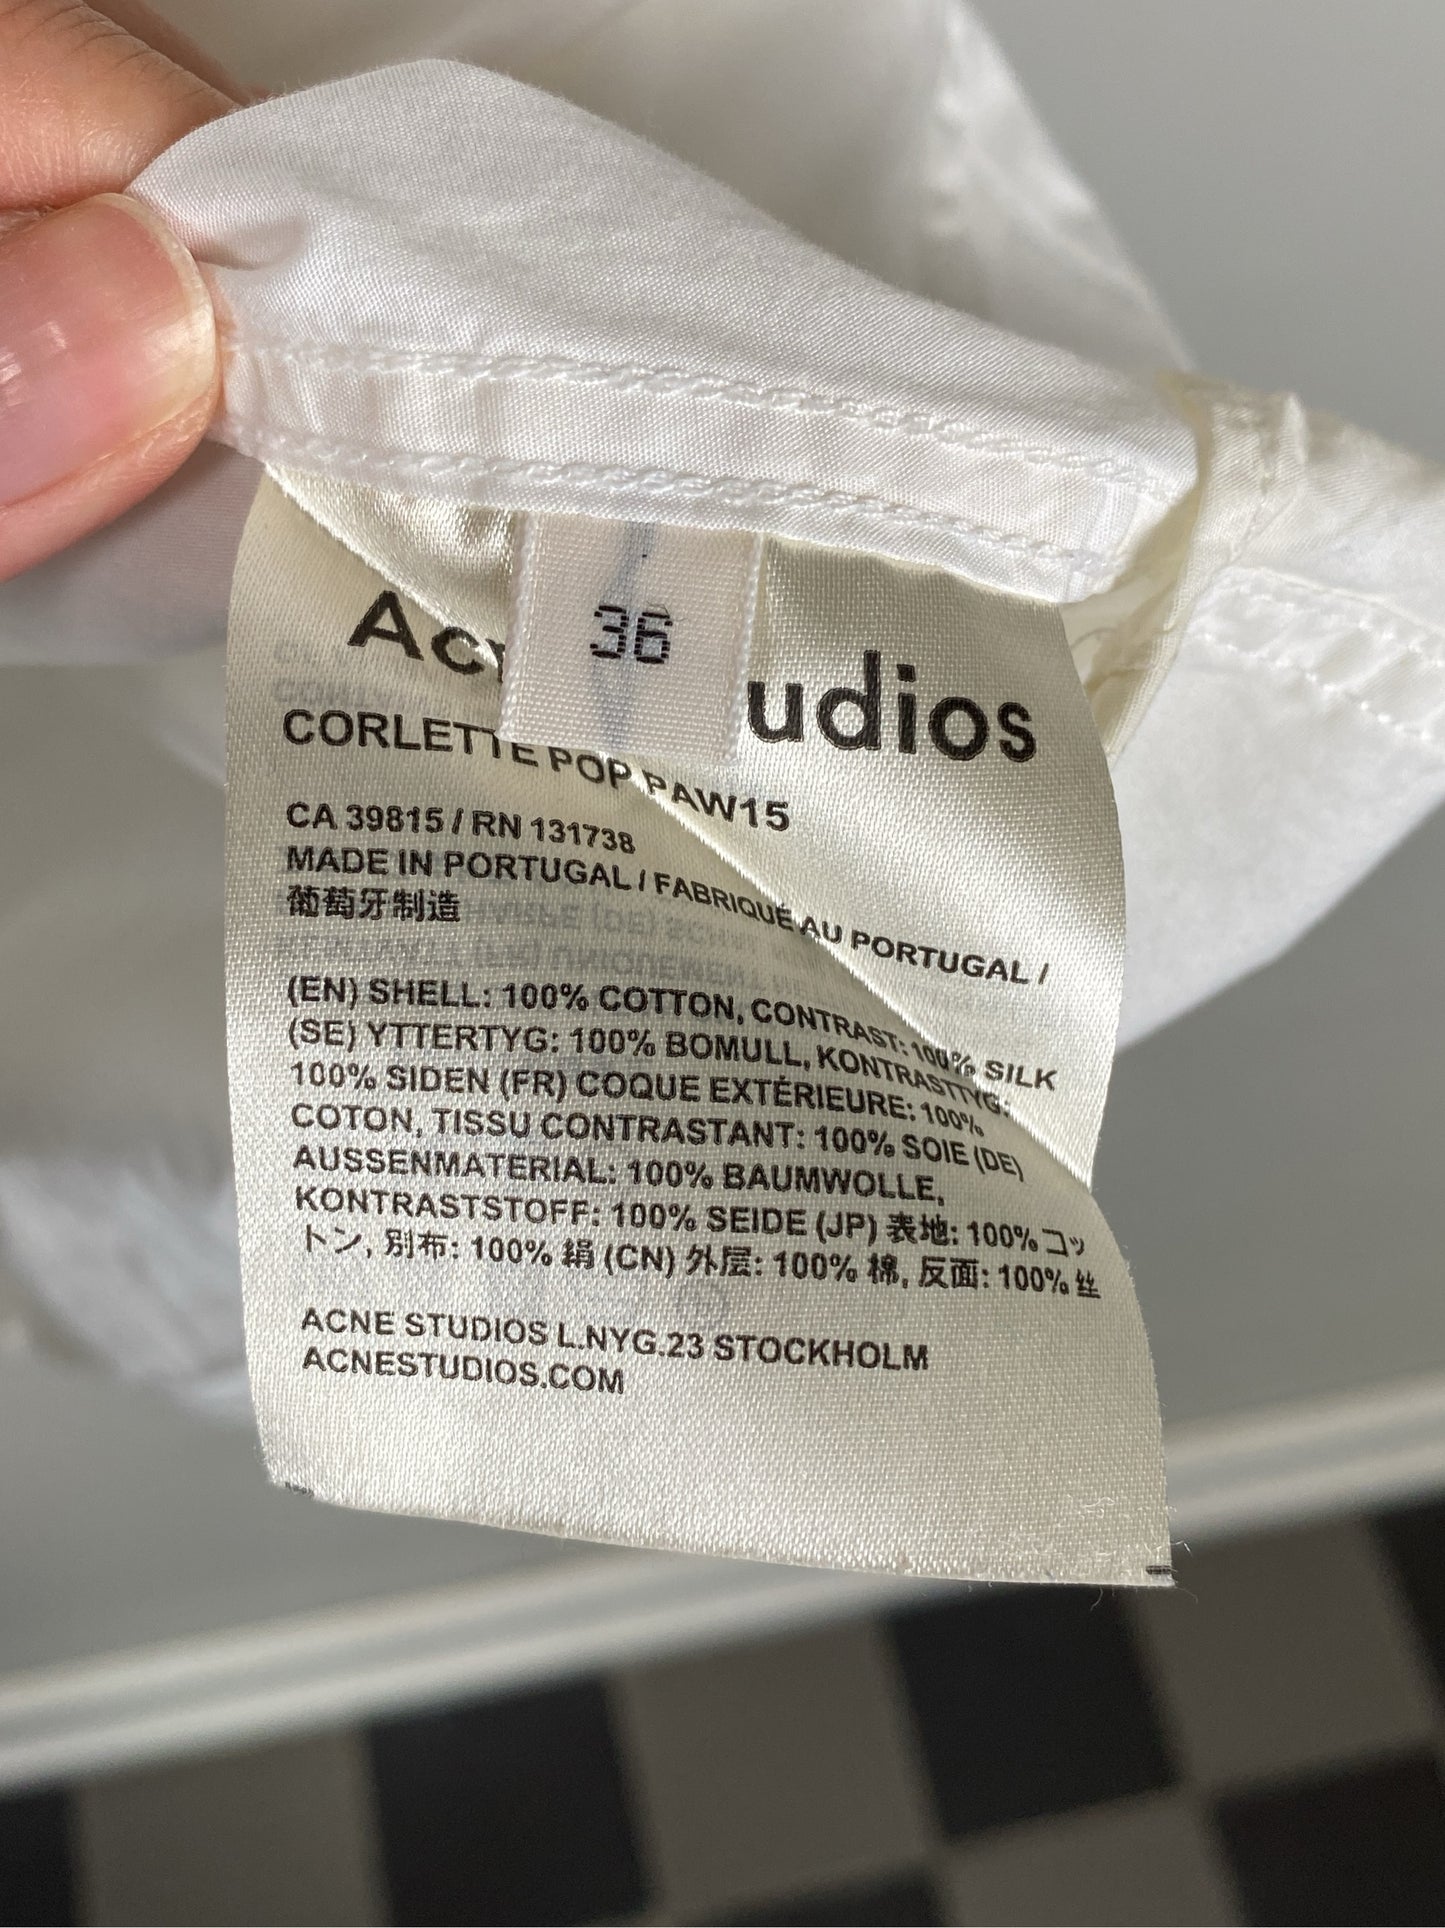 36
Ac udios
CORLETTE POP PAW15
CA 39815 / RN 131738
MADE IN PORTUGAL / FABRIQUÉ AU PORTUGAL /
葡萄牙制造
(EN) SHELL: 100% COTTON, CONTRAST: 100% SILK
(SE) YTTERTYG: 100% BOMULL, KONTRASTTYG:
100% SIDEN (FR) COQUE EXTÉRIEURE: 100%
COTON, TISSU CONTRASTANT: 100% SOIE (DE)
AUSSENMATERIAL: 100% BAUMWOLLE,
KONTRASTSTOFF: 100% SEIDE (JP) 表地: 100% コッ
トン, 別布: 100% 絹 (CN) 外层: 100% 棉, 反面: 100% 丝
ACNE STUDIOS L.NYG.23 STOCKHOLM
ACNESTUDIOS.COM